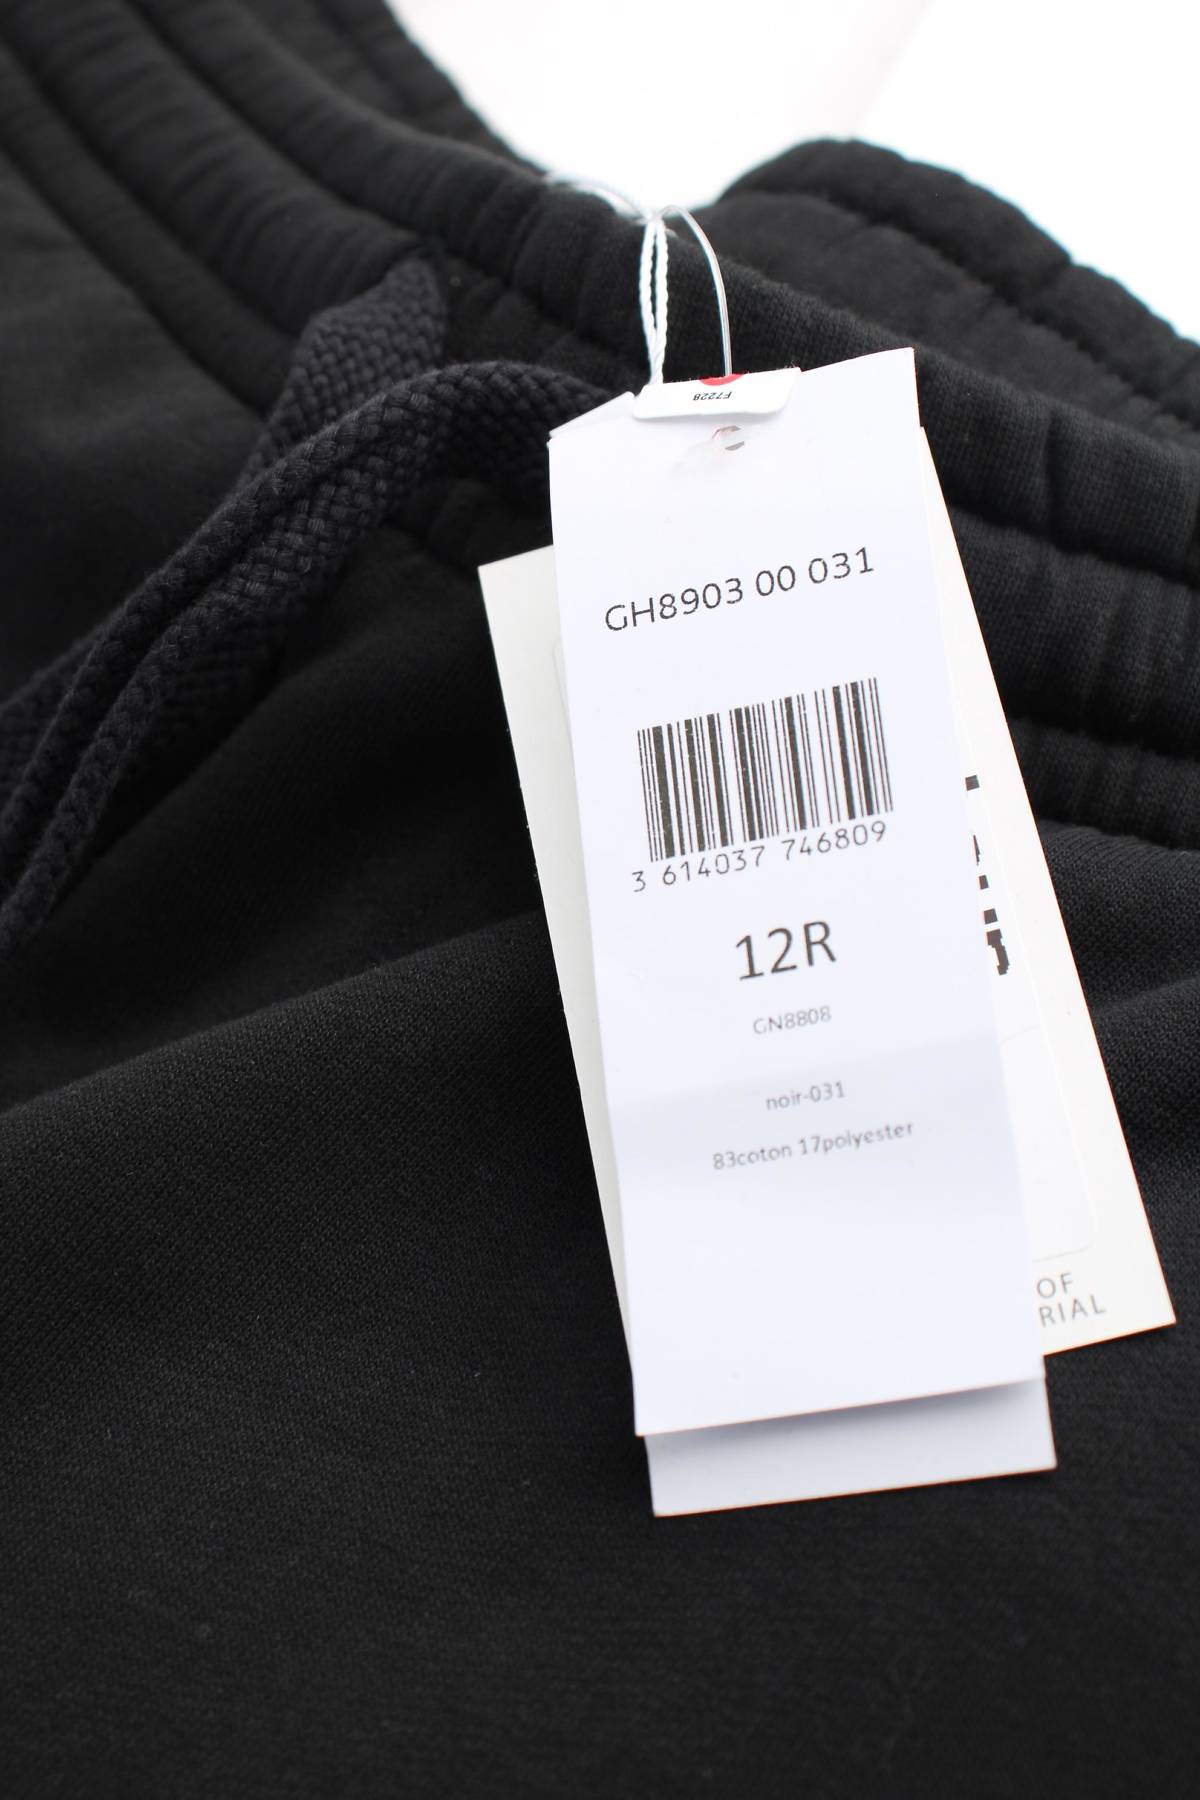 F7228
GH8903 00 031
3 614037 746809
12R
GN8808
noir-031
83coton 17polyester
OF
RIAL